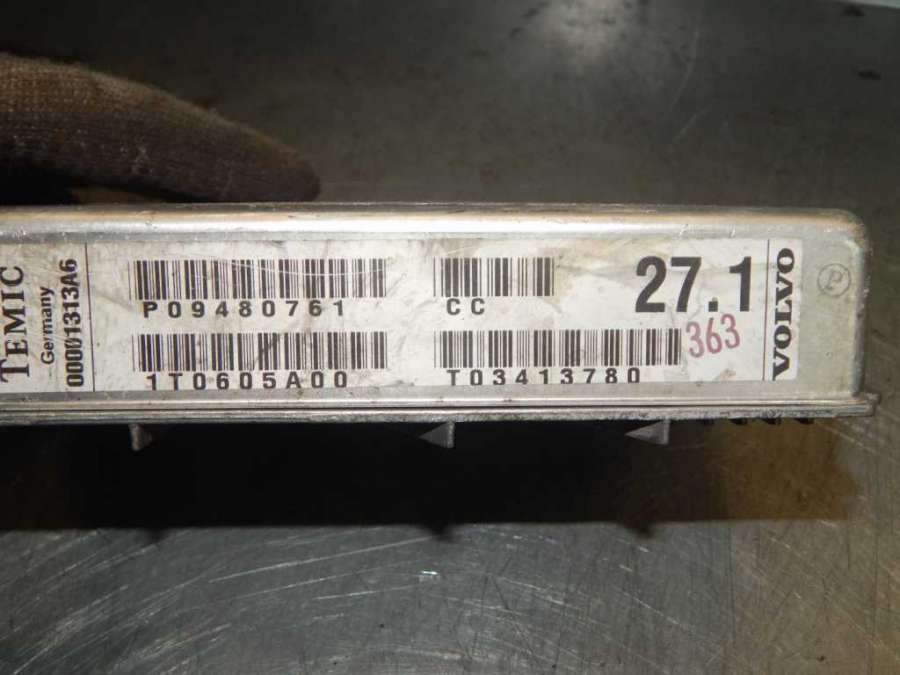 TEMIC
Germany
00001313A6
P09480761
CC
27.1
1T0605A00
T03413780
363
VOLVO
P